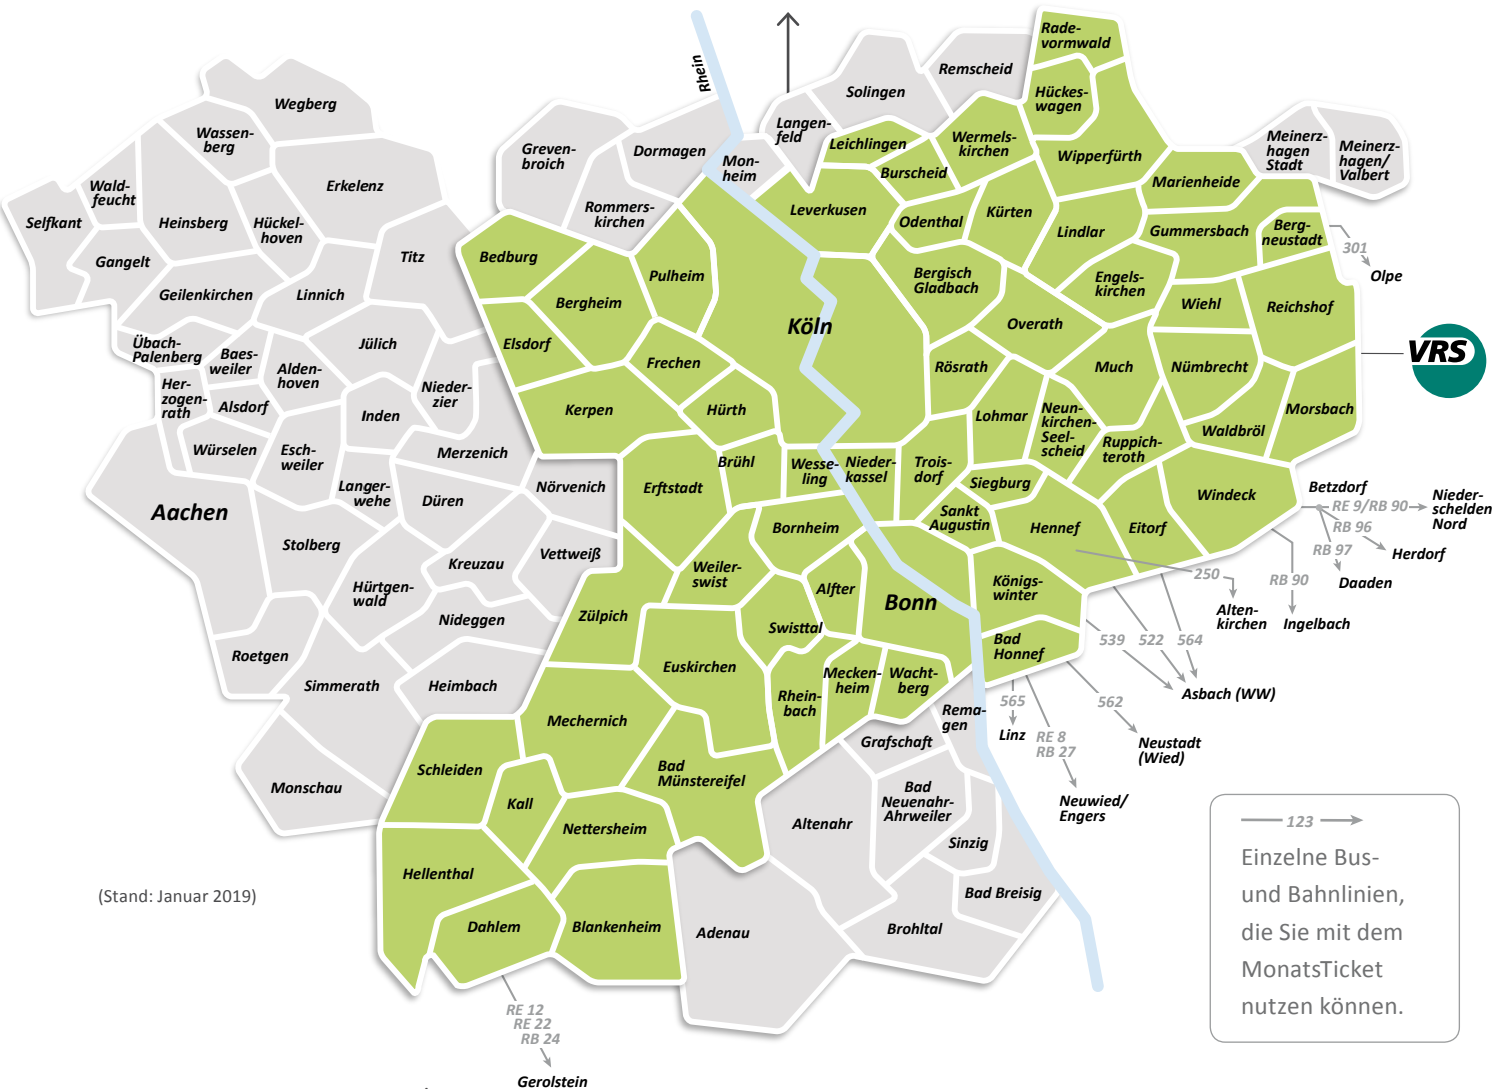 Rade-
vormwald
Rhein
Remscheid
Solingen
Hückes-
wagen
Wegberg
Wassen-
berg
Langen-
feld
Leichlingen
Wermels-
kirchen
Wipperfürth
Meinerz-
hagen
Stadt
Meinerz-
hagen/
Valbert
Greven-
broich
Dormagen
Mon-
heim
Burscheid
Marienheide
Wald-
feucht
Erkelenz
Selfkant
Heinsberg
Hückel-
hoven
Rommers-
kirchen
Leverkusen
Odenthal
Kürten
Lindlar
Gummersbach
Berg-
neustadt
301
Olpe
Gangelt
Titz
Bedburg
Pulheim
Bergisch
Gladbach
Engels-
kirchen
Geilenkirchen
Linnich
Bergheim
Wiehl
Reichshof
Köln
Overath
Übach-
Palenberg
Baes-
weiler
Jülich
Elsdorf
VRS
Alden-
hoven
Frechen
Rösrath
Much
Nümbrecht
Her-
zogen-
rath
Alsdorf
Nieder-
zier
Inden
Kerpen
Hürth
Lohmar
Neun-
kirchen-
Seel-
scheid
Morsbach
Waldbröl
Würselen
Esch-
weiler
Merzenich
Brühl
Wesse-
ling
Nieder-
kassel
Trois-
dorf
Ruppich-
teroth
Langer-
wehe
Düren
Nörvenich
Erftstadt
Siegburg
Windeck
Betzdorf
RE 9/RB 90
Nieder-
schelden
Nord
Aachen
Stolberg
Bornheim
Sankt
Augustin
Hennef
Eitorf
RB 96
Herdorf
RB 97
Daaden
Kreuzau
Vettweiß
Weiler-
swist
Alfter
Bonn
Königs-
winter
250
Alten-
kirchen
RB 90
Ingelbach
Hürtgen-
wald
Nideggen
Zülpich
Swisttal
Bad
Honnef
539
522
564
Asbach (WW)
Roetgen
Simmerath
Heimbach
Euskirchen
Rhein-
bach
Mecken-
heim
Wacht-
berg
Rema-
gen
565
Linz
RE 8
RB 27
Neuwied/
Engers
562
Neustadt
(Wied)
Mechernich
Grafschaft
Monschau
Schleiden
Kall
Bad
Münstereifel
Bad
Neuenahr-
Ahrweiler
Altenahr
Nettersheim
Sinzig
Hellenthal
Bad Breisig
Dahlem
Blankenheim
Adenau
Brohltal
(Stand: Januar 2019)
RE 12
RE 22
RB 24
Gerolstein
123
Einzelne Bus-
und Bahnlinien,
die Sie mit dem
MonatsTicket
nutzen können.